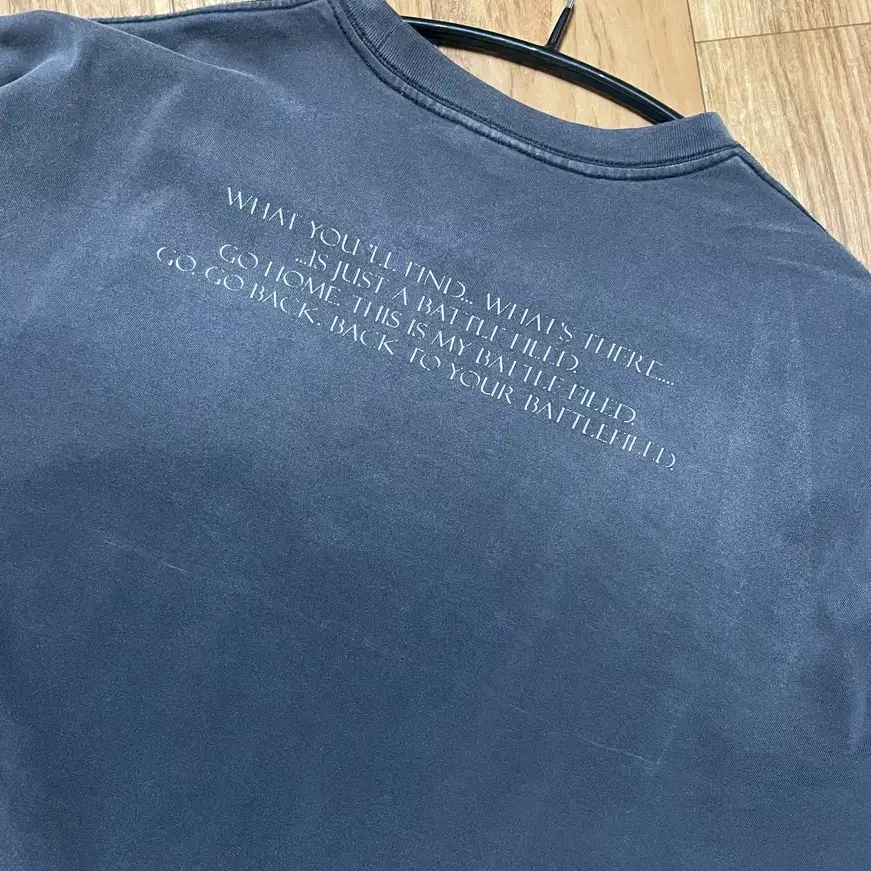 WHAT YOU'LL FIND... WHAT'S THERE....
...IS JUST A BATTLE FILED.
GO HOME. THIS IS MY BATTLE FILED.
GO. GO BACK. BACK TO YOUR BATTLEFILED.